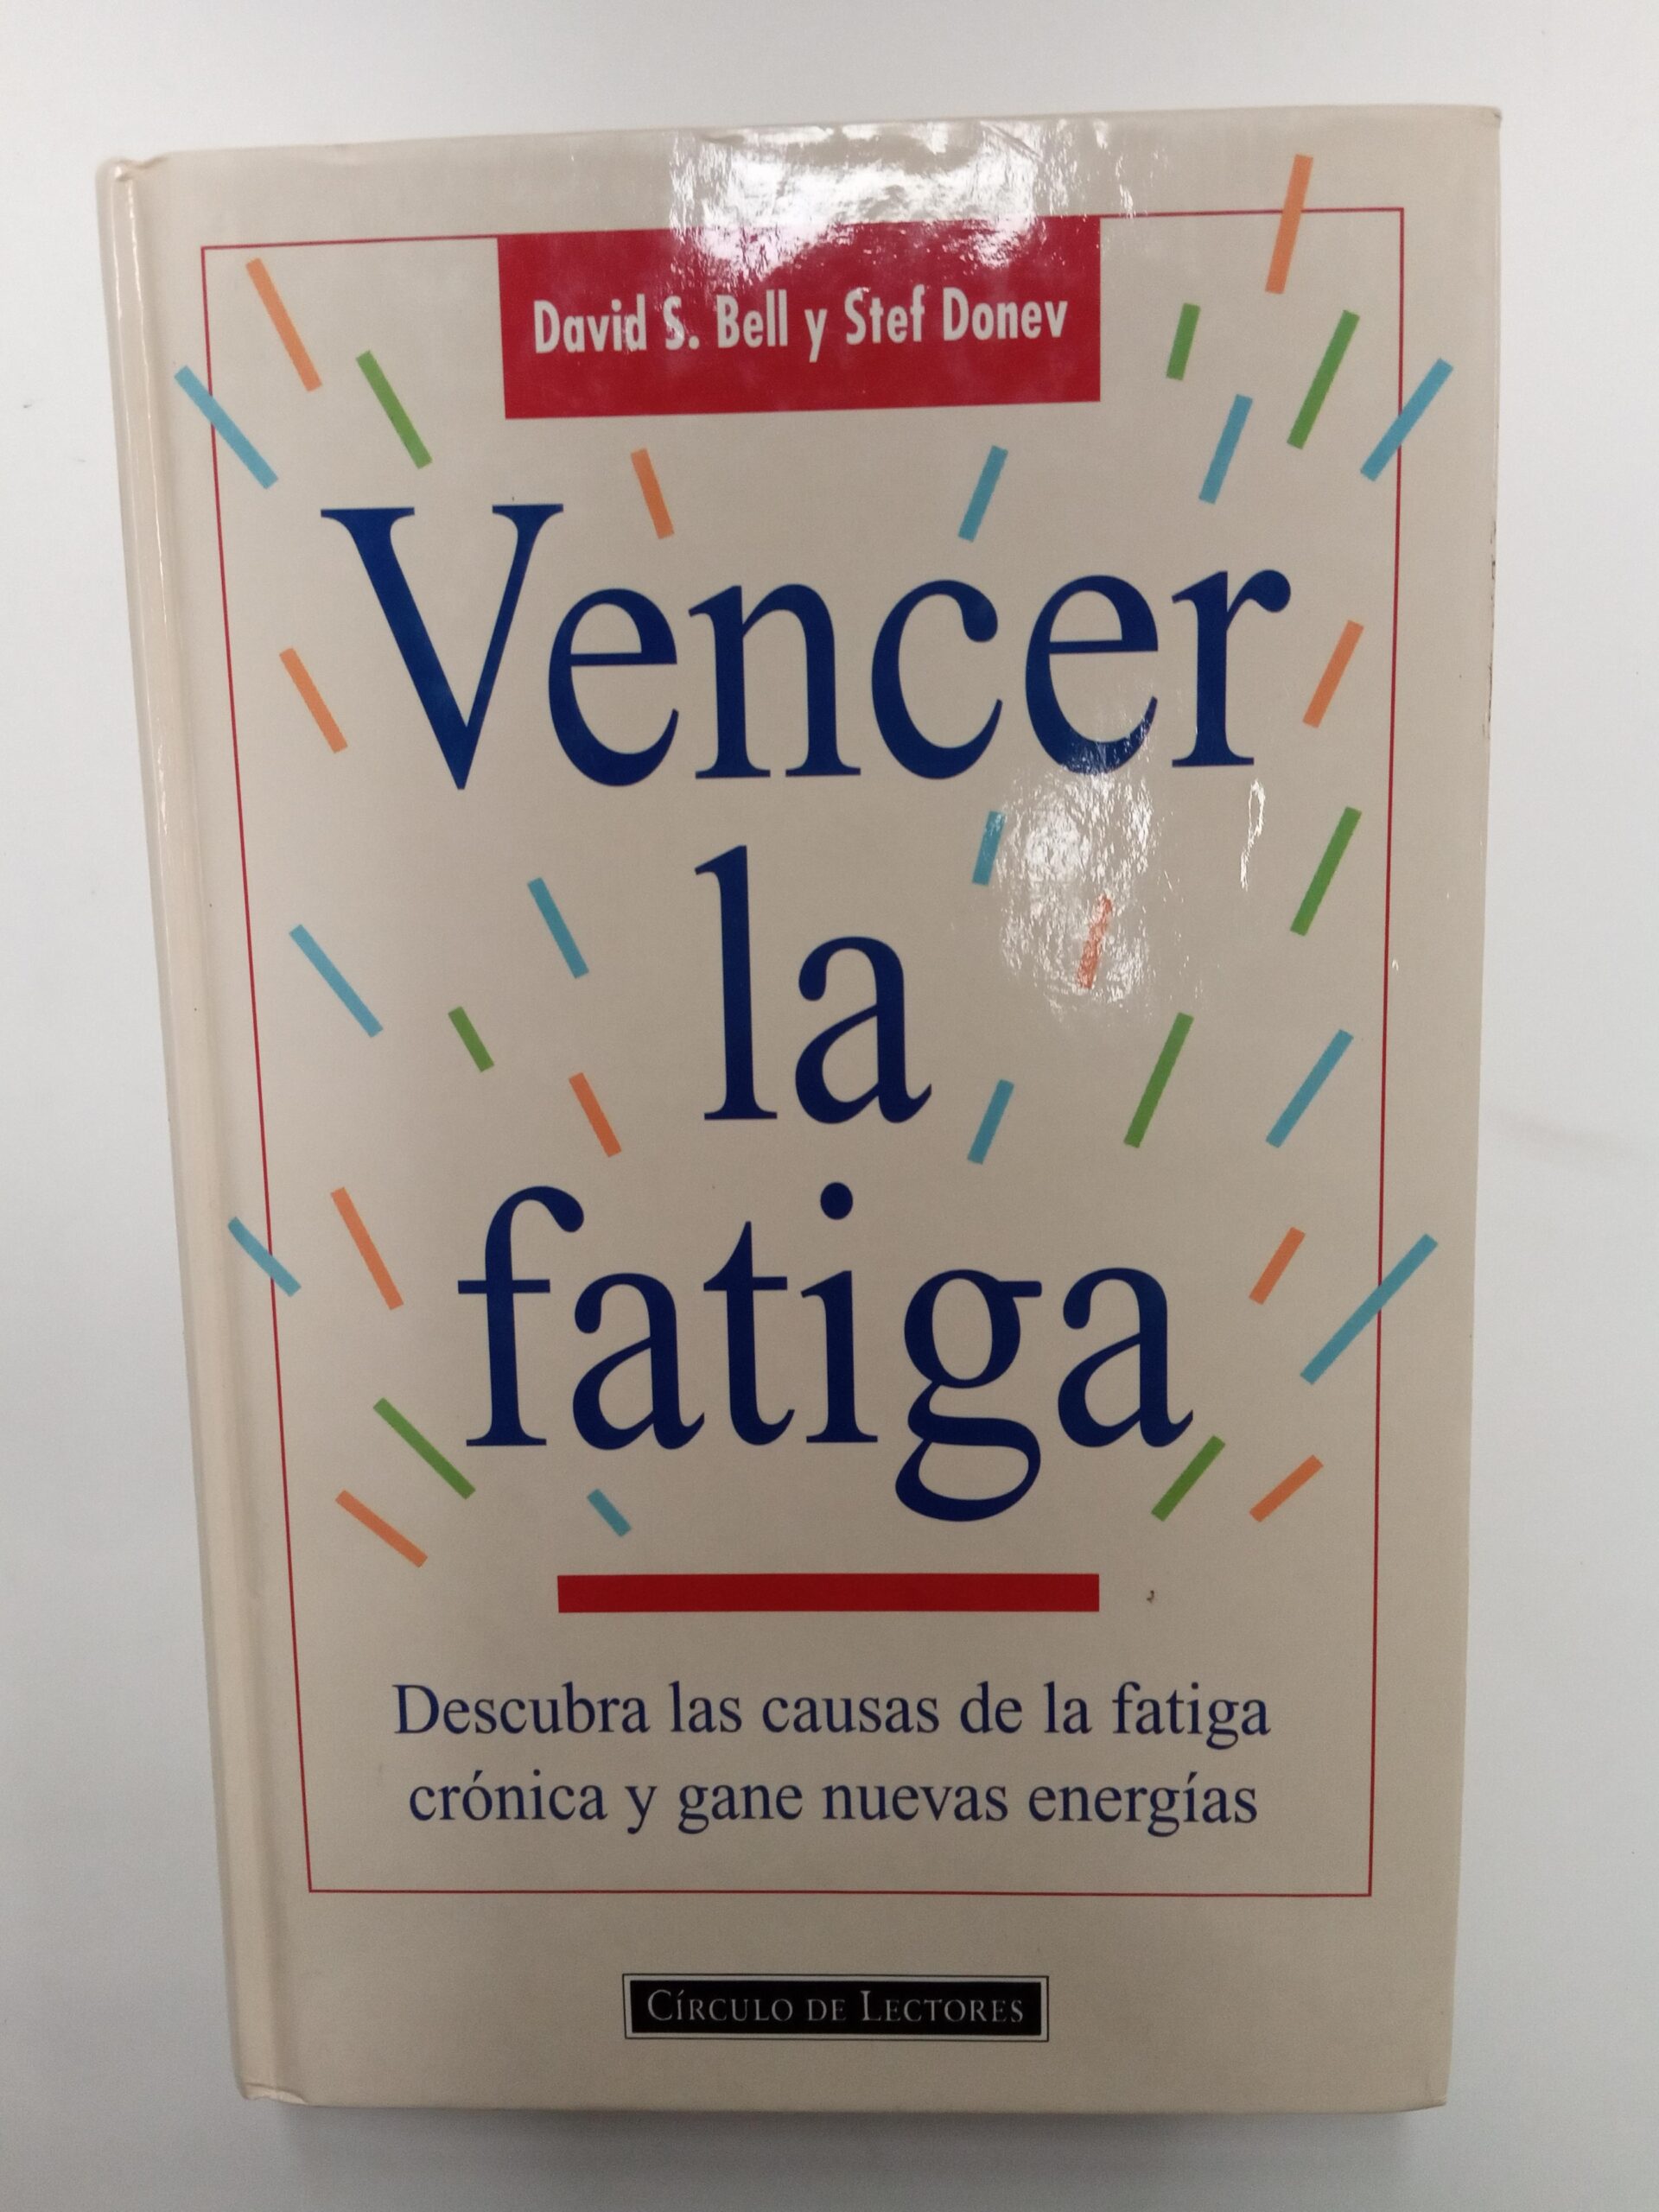 David S. Bell y Stef Donev
Vencer
la
fatiga
Descubra las causas de la fatiga
crónica y gane nuevas energías
CÍRCULO DE LECTORES